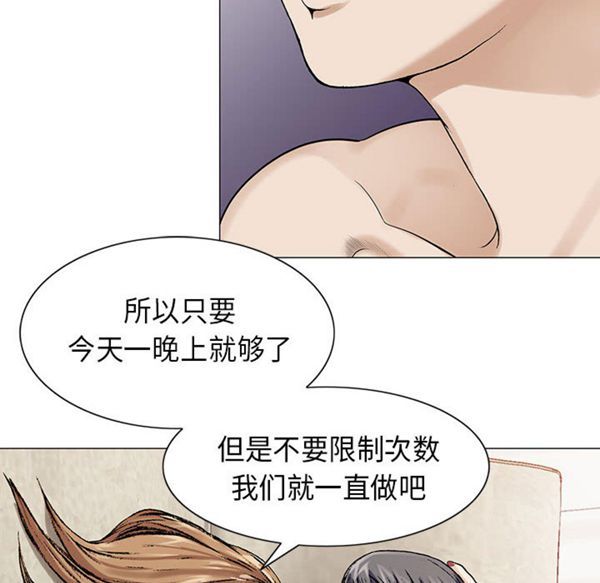 所以只要
今天一晚上就够了
但是不要限制次数
我们就一直做吧